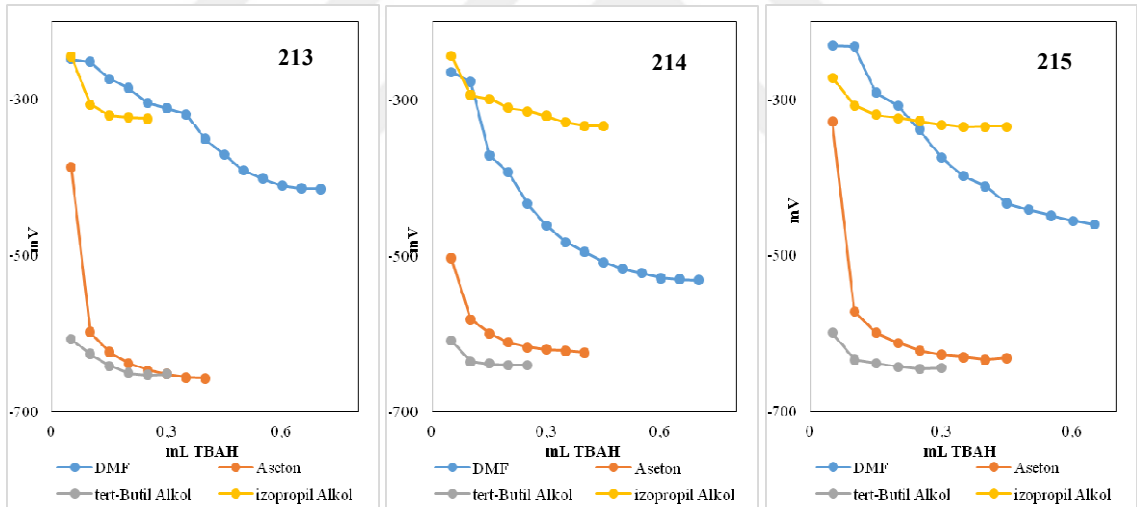 213
-300
-500
mV
-700
0
0,3
0,6
mL TBAH
DMF
Aseton
tert-Butil Alkol
izopropil Alkol
214
-300
-500
mV
-700
0
0,3
0,6
mL TBAH
DMF
Aseton
tert-Butil Alkol
izopropil Alkol
215
-300
mV
-500
-700
0
0,3
0,6
mL TBAH
DMF
Aseton
tert-Butil Alkol
izopropil Alkol